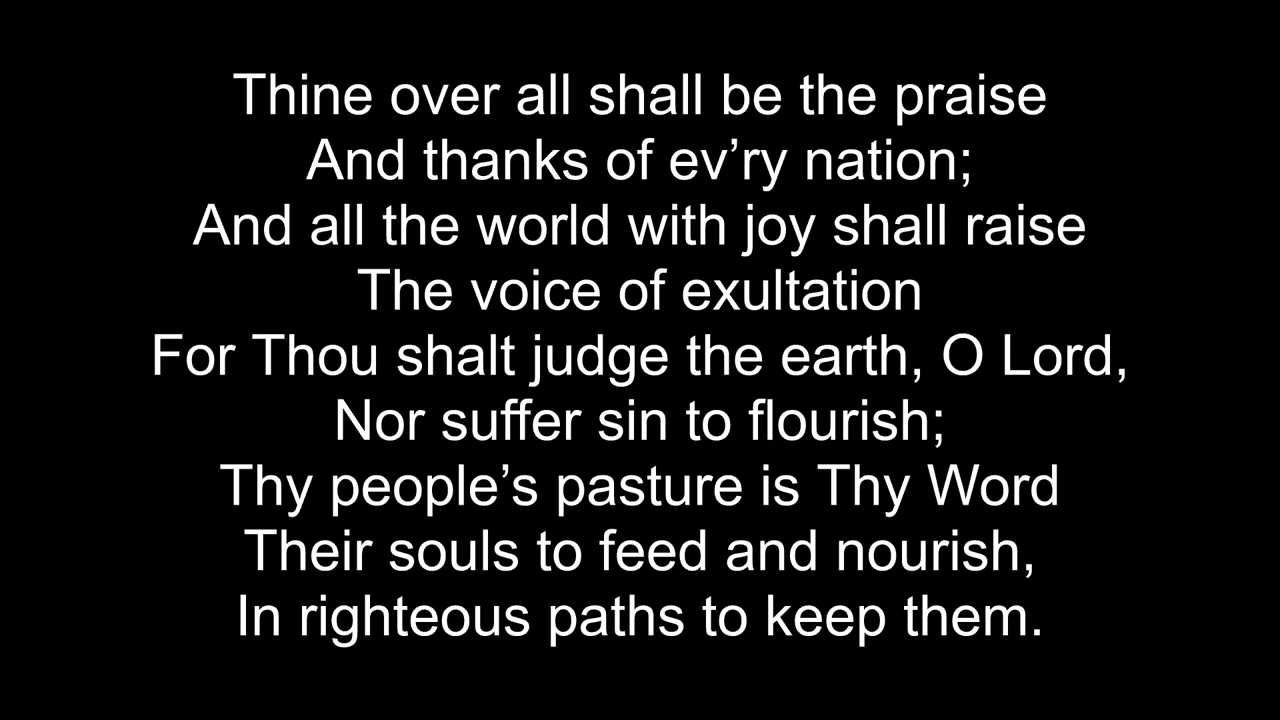 Thine over all shall be the praise
And thanks of ev’ry nation;
And all the world with joy shall raise
The voice of exultation
For Thou shalt judge the earth, O Lord,
Nor suffer sin to flourish;
Thy people’s pasture is Thy Word
Their souls to feed and nourish,
In righteous paths to keep them.